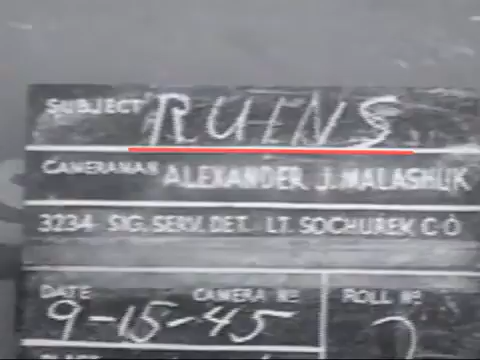 SUBJECT RUENS
CAMERAMAN ALEXANDER J. MALASHUK
3234 SIG. SERV. DET. LT. SOCHUREK, C O
DATE CAMERA Nº ROLL Nº
9-15-45 2